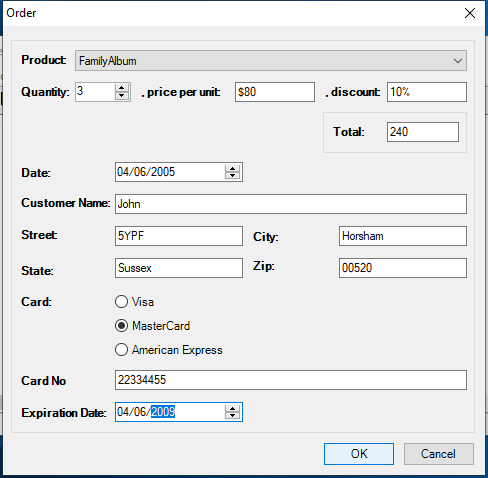 Order
Product: FamilyAlbum
Quantity: 3 , price per unit: $80 , discount: 10%
Total: 240
Date: 04/06/2005
Customer Name: John
Street: 5YPF City: Horsham
State: Sussex Zip: 00520
Card: Visa
MasterCard
American Express
Card No 22334455
Expiration Date: 04/06/2009
OK Cancel